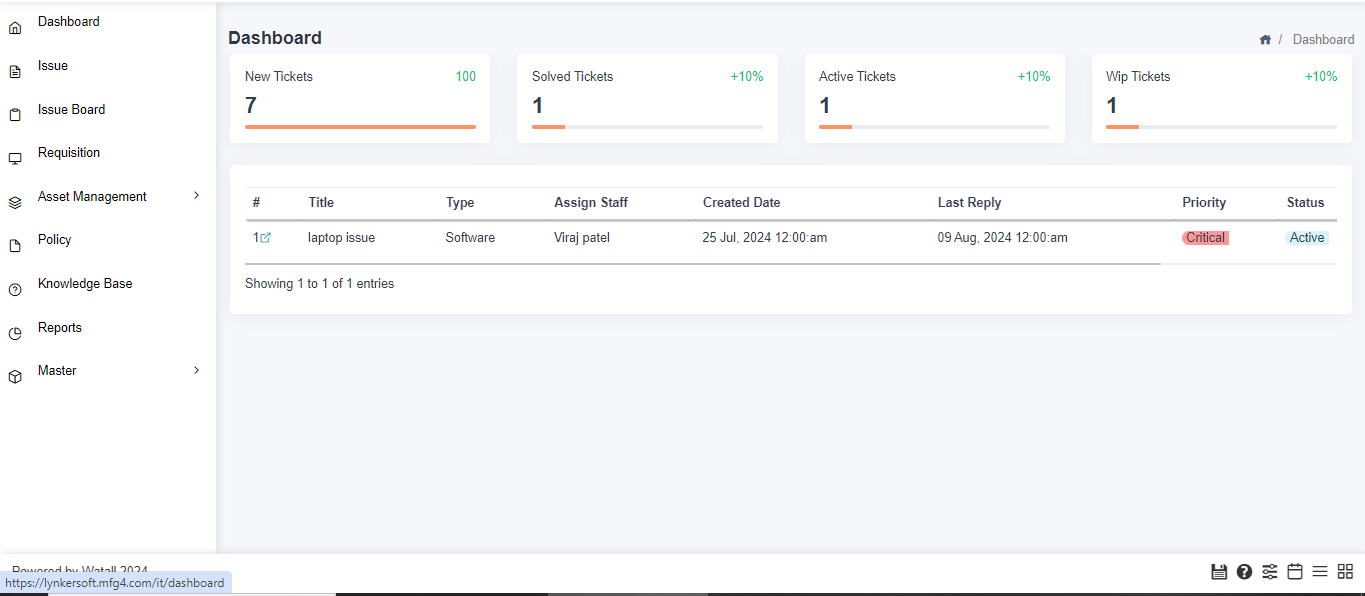 Dashboard
Issue
Issue Board
Requisition
Asset Management
Policy
Knowledge Base
Reports
Master
Dashboard
/ Dashboard
New Tickets 100
7
Solved Tickets +10%
1
Active Tickets +10%
1
Wip Tickets +10%
1
# Title Type Assign Staff Created Date Last Reply Priority Status
1 laptop issue Software Viraj patel 25 Jul, 2024 12:00:am 09 Aug, 2024 12:00:am Critical Active
Showing 1 to 1 of 1 entries
Powered by Watall 2024
https://lynkersoft.mfg4.com/it/dashboard